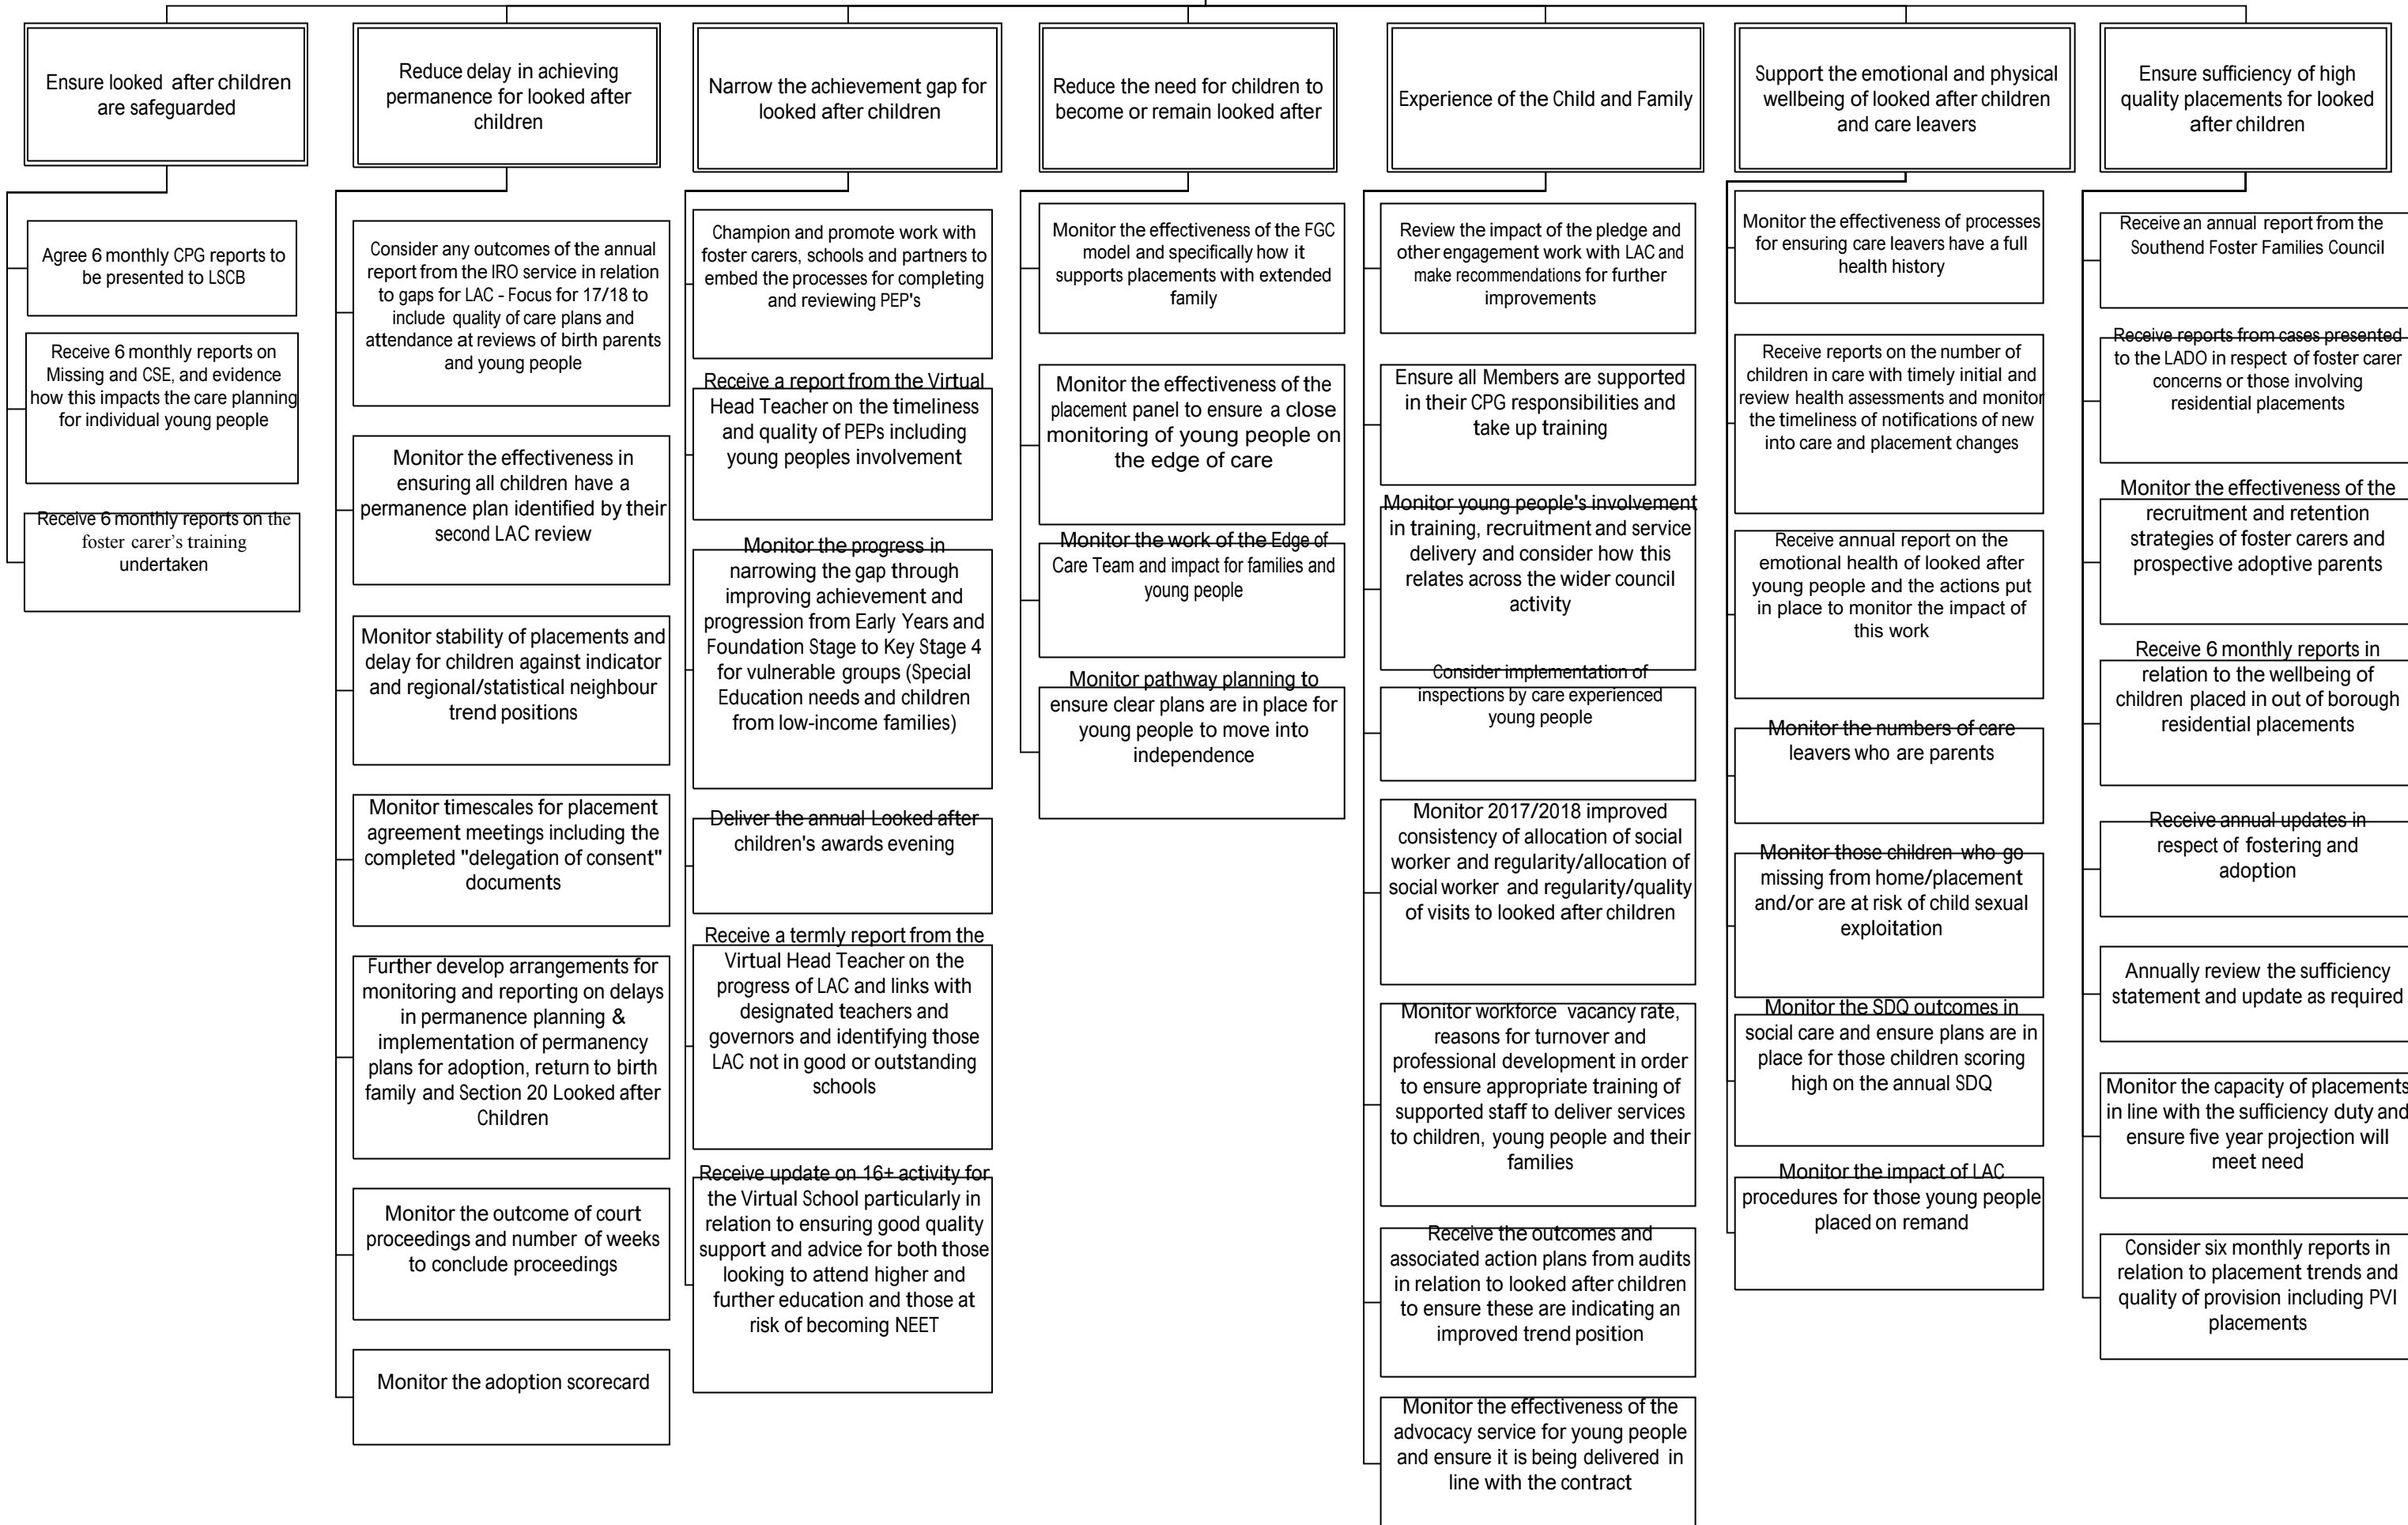 Ensure looked after children
are safeguarded
Agree 6 monthly CPG reports to
be presented to LSCB
Receive 6 monthly reports on
Missing and CSE, and evidence
how this impacts the care planning
for individual young people
Receive 6 monthly reports on the
foster carer's training
undertaken
Reduce delay in achieving
permanence for looked after
children
Consider any outcomes of the annual
report from the IRO service in relation
to gaps for LAC - Focus for 17/18 to
include quality of care plans and
attendance at reviews of birth parents
and young people
Monitor the effectiveness in
ensuring all children have a
permanence plan identified by their
second LAC review
Monitor stability of placements and
delay for children against indicator
and regional/statistical neighbour
trend positions
Monitor timescales for placement
agreement meetings including the
completed "delegation of consent"
documents
Further develop arrangements for
monitoring and reporting on delays
in permanence planning &
implementation of permanency
plans for adoption, return to birth
family and Section 20 Looked after
Children
Monitor the outcome of court
proceedings and number of weeks
to conclude proceedings
Monitor the adoption scorecard
Narrow the achievement gap for
looked after children
Champion and promote work with
foster carers, schools and partners to
embed the processes for completing
and reviewing PEP's
Receive a report from the Virtual
Head Teacher on the timeliness
and quality of PEPs including
young peoples involvement
Monitor the progress in
narrowing the gap through
improving achievement and
progression from Early Years and
Foundation Stage to Key Stage 4
for vulnerable groups (Special
Education needs and children
from low-income families)
Deliver the annual Looked after
children's awards evening
Receive a termly report from the
Virtual Head Teacher on the
progress of LAC and links with
designated teachers and
governors and identifying those
LAC not in good or outstanding
schools
Receive update on 16+ activity for
the Virtual School particularly in
relation to ensuring good quality
support and advice for both those
looking to attend higher and
further education and those at
risk of becoming NEET
Reduce the need for children to
become or remain looked after
Monitor the effectiveness of the FGC
model and specifically how it
supports placements with extended
family
Monitor the effectiveness of the
placement panel to ensure a close
monitoring of young people on
the edge of care
Monitor the work of the Edge of
Care Team and impact for families and
young people
Monitor pathway planning to
ensure clear plans are in place for
young people to move into
independence
Experience of the Child and Family
Review the impact of the pledge and
other engagement work with LAC and
make recommendations for further
improvements
Ensure all Members are supported
in their CPG responsibilities and
take up training
Monitor young people's involvement
in training, recruitment and service
delivery and consider how this
relates across the wider council
activity
Consider implementation of
inspections by care experienced
young people
Monitor 2017/2018 improved
consistency of allocation of social
worker and regularity/allocation of
social worker and regularity/quality
of visits to looked after children
Monitor workforce vacancy rate,
reasons for turnover and
professional development in order
to ensure appropriate training of
supported staff to deliver services
to children, young people and their
families
Receive the outcomes and
associated action plans from audits
in relation to looked after children
to ensure these are indicating an
improved trend position
Monitor the effectiveness of the
advocacy service for young people
and ensure it is being delivered in
line with the contract
Support the emotional and physical
wellbeing of looked after children
and care leavers
Monitor the effectiveness of processes
for ensuring care leavers have a full
health history
Receive reports on the number of
children in care with timely initial and
review health assessments and monitor
the timeliness of notifications of new
into care and placement changes
Receive annual report on the
emotional health of looked after
young people and the actions put
in place to monitor the impact of
this work
Monitor the numbers of care
leavers who are parents
Monitor those children who go
missing from home/placement
and/or are at risk of child sexual
exploitation
Monitor the SDQ outcomes in
social care and ensure plans are in
place for those children scoring
high on the annual SDQ
Monitor the impact of LAC
procedures for those young people
placed on remand
Ensure sufficiency of high
quality placements for looked
after children
Receive an annual report from the
Southend Foster Families Council
Receive reports from cases presented
to the LADO in respect of foster carer
concerns or those involving
residential placements
Monitor the effectiveness of the
recruitment and retention
strategies of foster carers and
prospective adoptive parents
Receive 6 monthly reports in
relation to the wellbeing of
children placed in out of borough
residential placements
Receive annual updates in
respect of fostering and
adoption
Annually review the sufficiency
statement and update as required
Monitor the capacity of placements
in line with the sufficiency duty and
ensure five year projection will
meet need
Consider six monthly reports in
relation to placement trends and
quality of provision including PVI
placements